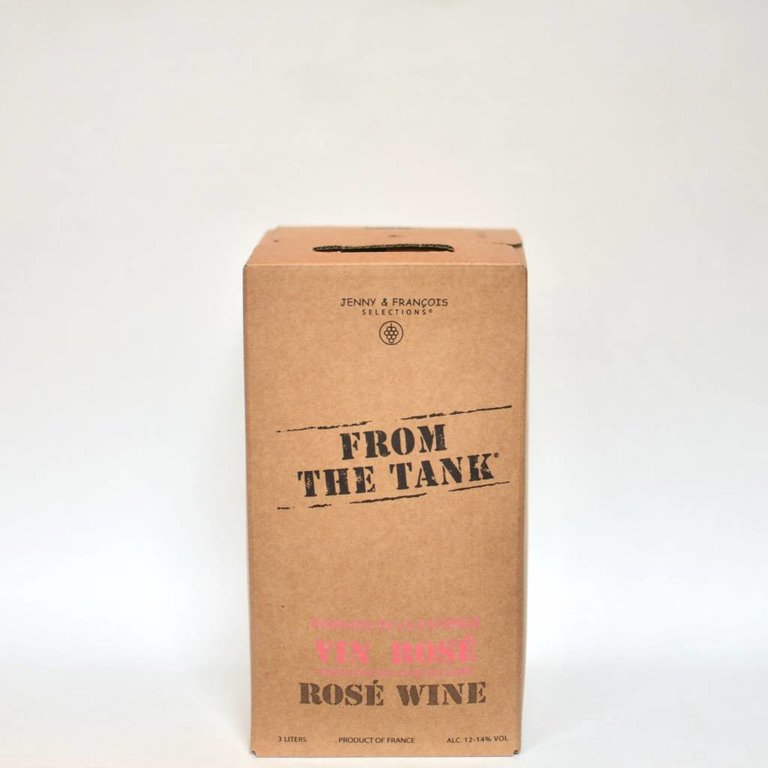 JENNY & FRANÇOIS
SELECTIONS®
FROM
THE TANK®
VIN ROSÉ
ROSÉ WINE
3 LITERS PRODUCT OF FRANCE ALC. 12-14% VOL